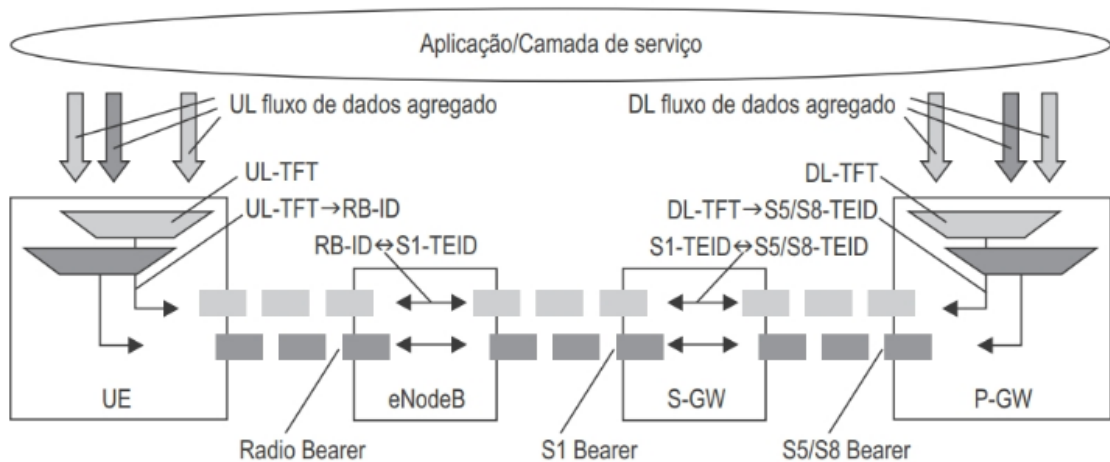 Aplicação/Camada de serviço
UL fluxo de dados agregado
DL fluxo de dados agregado
UL-TFT
DL-TFT
UL-TFT→RB-ID
DL-TFT→S5/S8-TEID
RB-ID↔S1-TEID
S1-TEID↔S5/S8-TEID
UE
eNodeB
S-GW
P-GW
Radio Bearer
S1 Bearer
S5/S8 Bearer